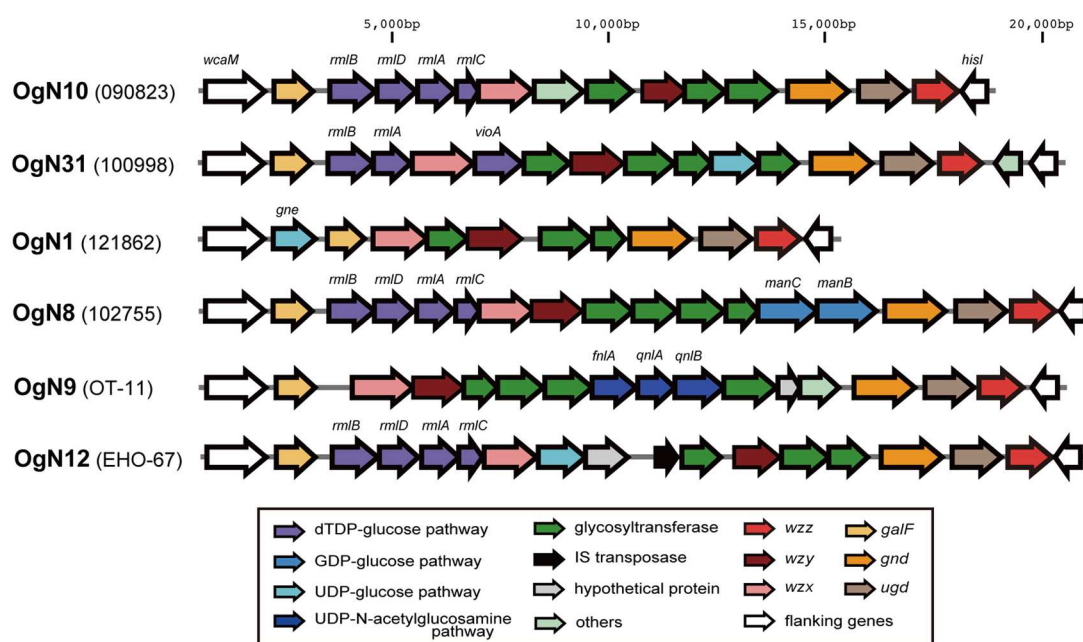 5,000bp 10,000bp 15,000bp 20,000bp
wcaM rmlB rmlD rmlA rmlC hisI
OgN10 (090823)
rmlB rmlA vioA
OgN31 (100998)
gne
OgN1 (121862)
rmlB rmlD rmlA rmlC manC manB
OgN8 (102755)
fnlA qnlA qnlB
OgN9 (OT-11)
rmlB rmlD rmlA rmlC
OgN12 (EHO-67)
dTDP-glucose pathway glycosyltransferase wzz galF
GDP-glucose pathway IS transposase wzy gnd
UDP-glucose pathway hypothetical protein wzx ugd
UDP-N-acetylglucosamine others flanking genes
pathway